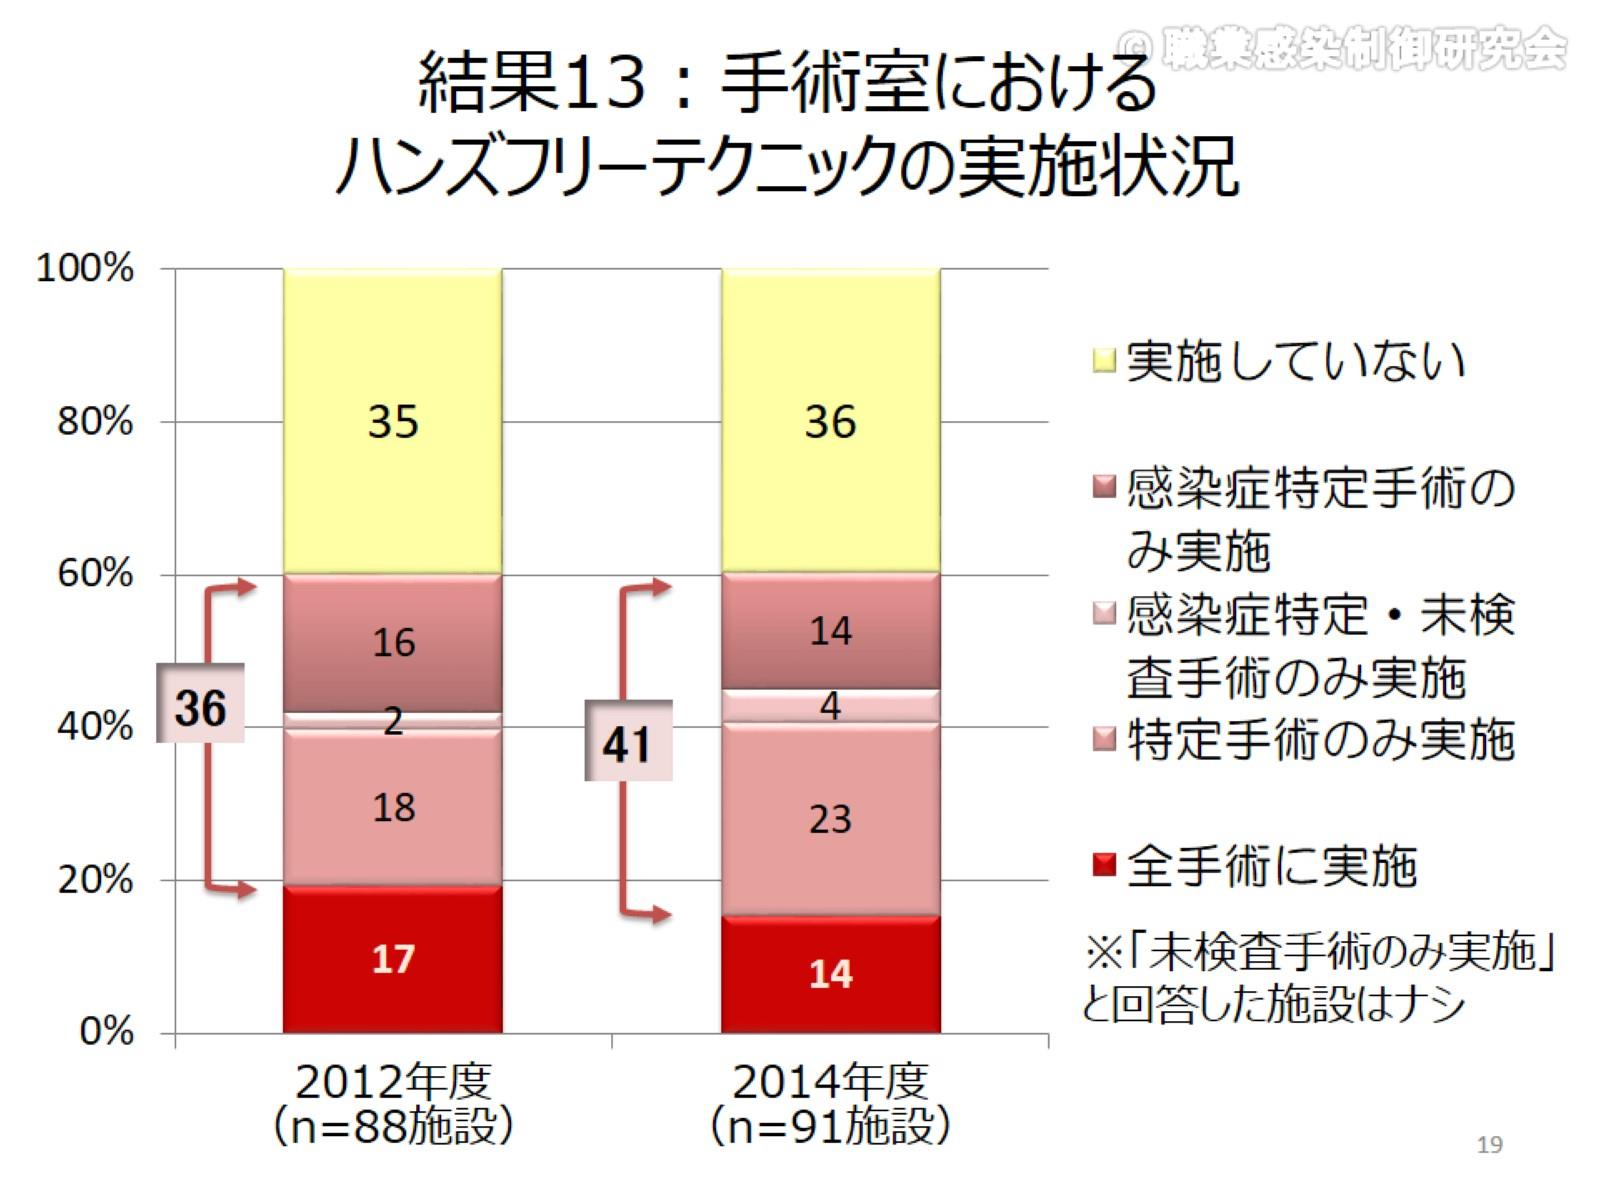 © 職業感染制御研究会
結果13：手術室における
ハンズフリーテクニックの実施状況
100%
80%
60%
40%
20%
0%
35
16
2
18
17
36
36
14
4
23
14
41
2012年度
（n=88施設）
2014年度
（n=91施設）
実施していない
感染症特定手術の
み実施
感染症特定・未検
査手術のみ実施
特定手術のみ実施
全手術に実施
※「未検査手術のみ実施」
と回答した施設はナシ
19